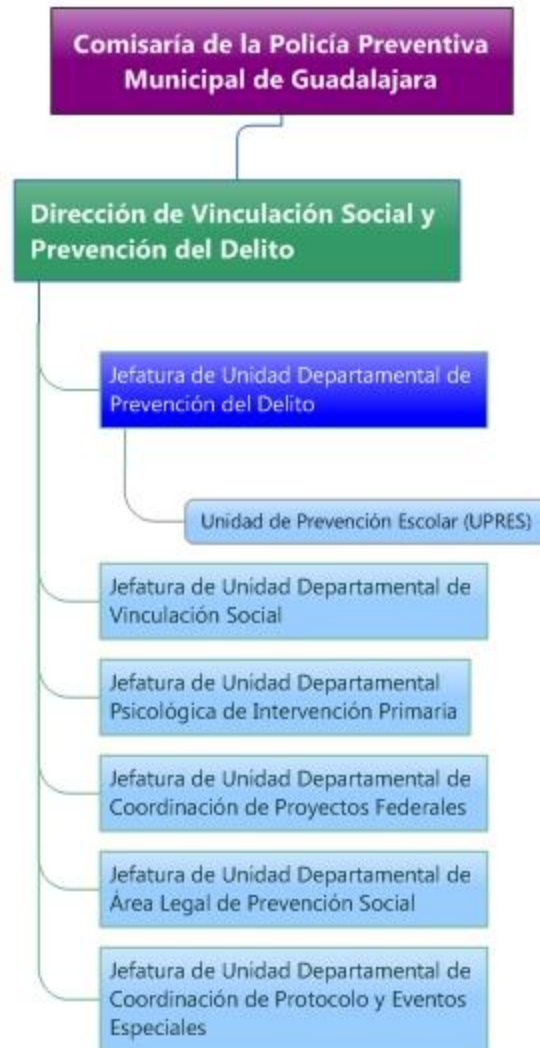 Comisaría de la Policía Preventiva
Municipal de Guadalajara
Dirección de Vinculación Social y
Prevención del Delito
Jefatura de Unidad Departamental de
Prevención del Delito
Unidad de Prevención Escolar (UPRES)
Jefatura de Unidad Departamental de
Vinculación Social
Jefatura de Unidad Departamental
Psicológica de Intervención Primaria
Jefatura de Unidad Departamental de
Coordinación de Proyectos Federales
Jefatura de Unidad Departamental de
Área Legal de Prevención Social
Jefatura de Unidad Departamental de
Coordinación de Protocolo y Eventos
Especiales